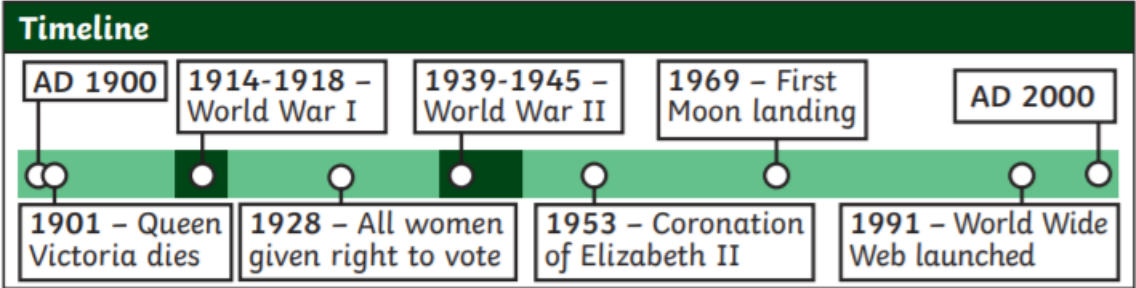 Timeline
AD 1900
1914-1918 –
World War I
1939-1945 –
World War II
1969 – First
Moon landing
AD 2000
1901 – Queen
Victoria dies
1928 – All women
given right to vote
1953 – Coronation
of Elizabeth II
1991 – World Wide
Web launched